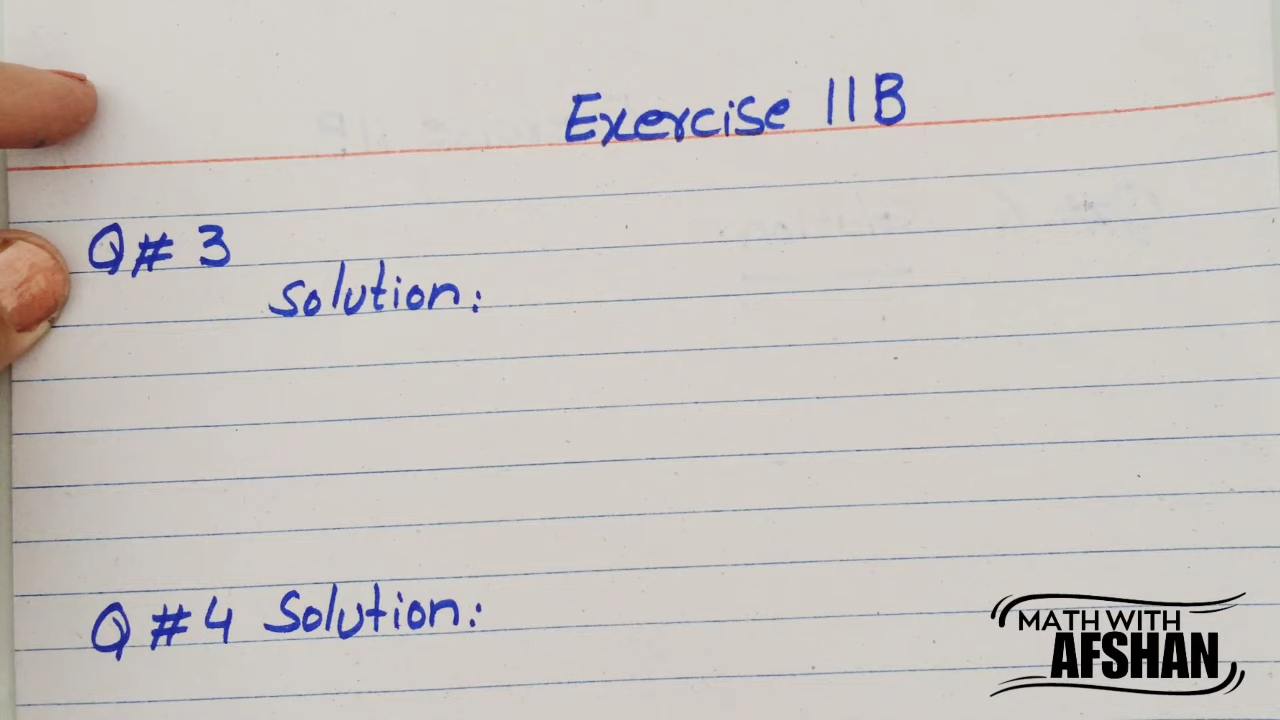 Exercise 11B
Q# 3
Solution:
Q #4 Solution:
MATH WITH
AFSHAN